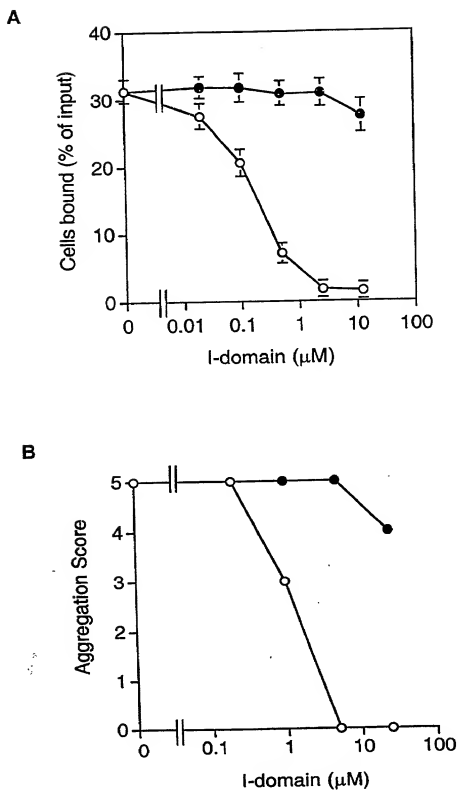 A
Cells bound (% of input)
40
30
20
10
0
0 0.01 0.1 1 10 100
I-domain (μM)
B
Aggregation Score
5
4
3
2
1
0
0 0.1 1 10 100
I-domain (μM)